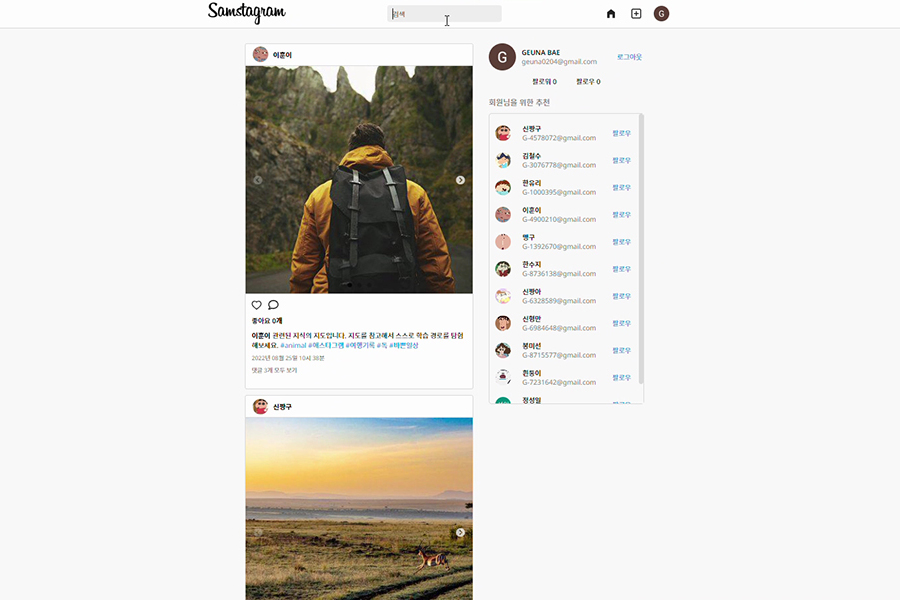 Samstagram
검색
G
이훈이
좋아요 0개
이훈이 관련된 지식의 지도입니다. 지도를 참고해서 스스로 학습 경로를 탐험
해보세요. #animal #에스타그램 #여행기록 #톡 #바쁜일상
2022년 08월 25일 10시 38분
댓글 3개 모두 보기
신짱구
G
GEUNA BAE
geuna0204@gmail.com
로그아웃
팔로워 0
팔로우 0
회원님을 위한 추천
신짱구
G-4578072@gmail.com
팔로우
김철수
G-3076778@gmail.com
팔로우
한유리
G-1000395@gmail.com
팔로우
이훈이
G-4900210@gmail.com
팔로우
맹구
G-1392670@gmail.com
팔로우
한수지
G-8736138@gmail.com
팔로우
신짱아
G-6328589@gmail.com
팔로우
신형만
G-6984648@gmail.com
팔로우
봉미선
G-8715577@gmail.com
팔로우
흰둥이
G-7231642@gmail.com
팔로우
정성일